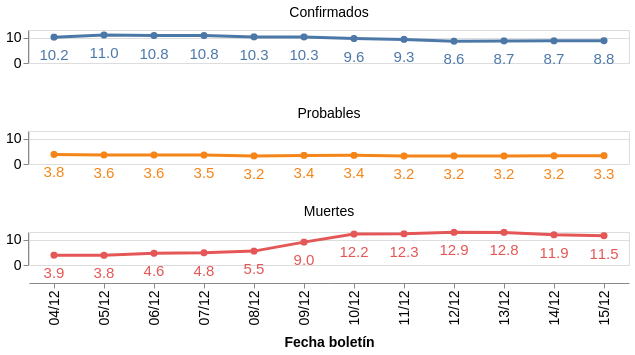 Confirmados
10
0
10.2 11.0 10.8 10.8 10.3 10.3 9.6 9.3 8.6 8.7 8.7 8.8
Probables
10
0
3.8 3.6 3.6 3.5 3.2 3.4 3.4 3.2 3.2 3.2 3.2 3.3
Muertes
10
0
3.9 3.8 4.6 4.8 5.5 9.0 12.2 12.3 12.9 12.8 11.9 11.5
04/12 05/12 06/12 07/12 08/12 09/12 10/12 11/12 12/12 13/12 14/12 15/12
Fecha boletín